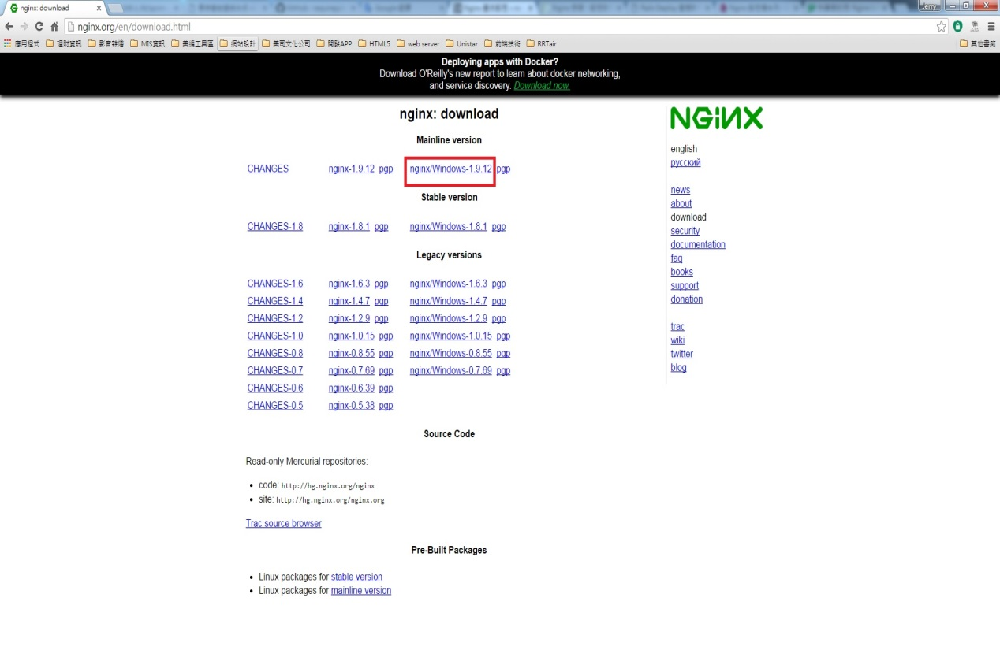 nginx: download
Jerry
nginx.org/en/download.html
應用程式 理財資訊 影音雜燴 MIS資訊 美編工具區 網站設計 美司文化公司 開發APP HTML5 web server Unistar 前端技術 RRTair 其他書籤
Deploying apps with Docker?
Download O'Reilly's new report to learn about docker networking,
and service discovery. Download now.
nginx: download
Mainline version
CHANGES nginx-1.9.12 pgp nginx/Windows-1.9.12 pgp
Stable version
CHANGES-1.8 nginx-1.8.1 pgp nginx/Windows-1.8.1 pgp
Legacy versions
CHANGES-1.6 nginx-1.6.3 pgp nginx/Windows-1.6.3 pgp
CHANGES-1.4 nginx-1.4.7 pgp nginx/Windows-1.4.7 pgp
CHANGES-1.2 nginx-1.2.9 pgp nginx/Windows-1.2.9 pgp
CHANGES-1.0 nginx-1.0.15 pgp nginx/Windows-1.0.15 pgp
CHANGES-0.8 nginx-0.8.55 pgp nginx/Windows-0.8.55 pgp
CHANGES-0.7 nginx-0.7.69 pgp nginx/Windows-0.7.69 pgp
CHANGES-0.6 nginx-0.6.39 pgp
CHANGES-0.5 nginx-0.5.38 pgp
Source Code
Read-only Mercurial repositories:
code: http://hg.nginx.org/nginx
site: http://hg.nginx.org/nginx.org
Trac source browser
Pre-Built Packages
Linux packages for stable version
Linux packages for mainline version
NGINX
english
русский
news
about
download
security
documentation
faq
books
support
donation
trac
wiki
twitter
blog